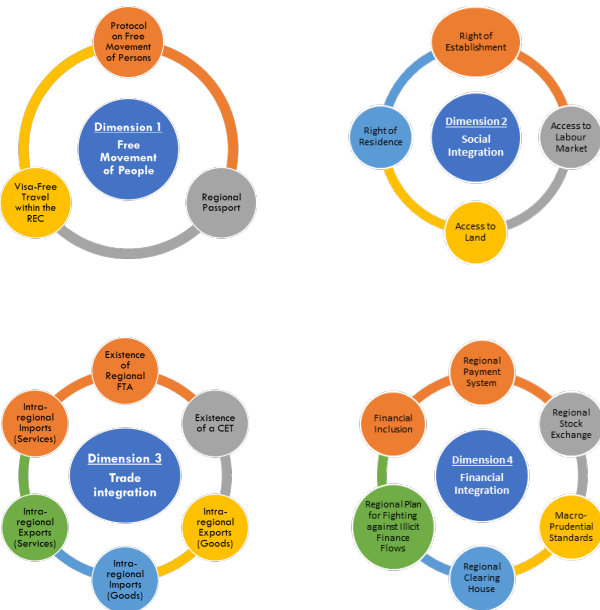 Protocol
on Free
Movement
of Persons
Dimension 1
Free
Movement
of People
Visa-Free
Travel
within the
REC
Regional
Passport
Right of
Establishment
Right of
Residence
Dimension 2
Social
Integration
Access to
Labour
Market
Access to
Land
Existence
of
Regional
FTA
Intra-
regional
Imports
(Services)
Existence
of a CET
Dimension 3
Trade
integration
Intra-
regional
Exports
(Services)
Intra-
regional
Exports
(Goods)
Intra-
regional
Imports
(Goods)
Regional
Payment
System
Financial
Inclusion
Regional
Stock
Exchange
Dimension 4
Financial
Integration
Regional Plan
for Fighting
against Illicit
Finance
Flows
Macro-
Prudential
Standards
Regional
Clearing
House